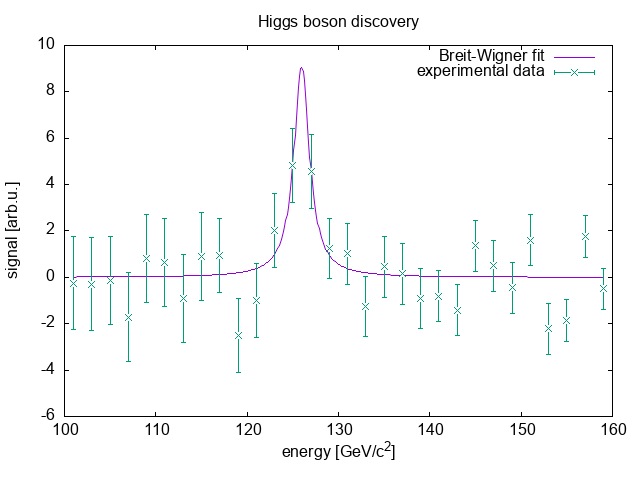 Higgs boson discovery
Breit-Wigner fit
experimental data
signal [arb.u.]
10
8
6
4
2
0
-2
-4
-6
100 110 120 130 140 150 160
energy [GeV/c²]